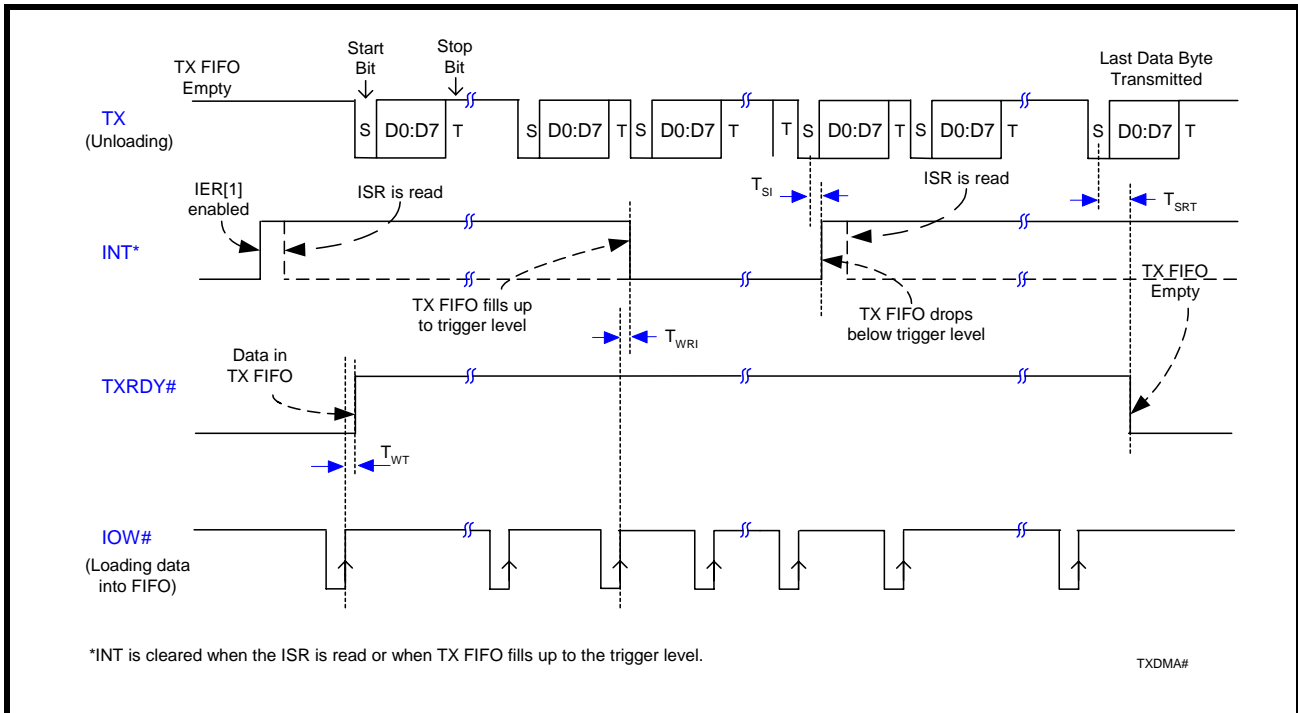 Start
Bit
Stop
Bit
TX FIFO
Empty
Last Data Byte
Transmitted
TX
(Unloading)
S D0:D7 T S D0:D7 T S D0:D7 T T S D0:D7 T S D0:D7 T S D0:D7 T
IER[1]
enabled
ISR is read
TSI
ISR is read
TSRT
INT*
TX FIFO fills up
to trigger level
TX FIFO drops
below trigger level
TX FIFO
Empty
TWRI
Data in
TX FIFO
TXRDY#
TWT
IOW#
(Loading data
into FIFO)
*INT is cleared when the ISR is read or when TX FIFO fills up to the trigger level.
TXDMA#